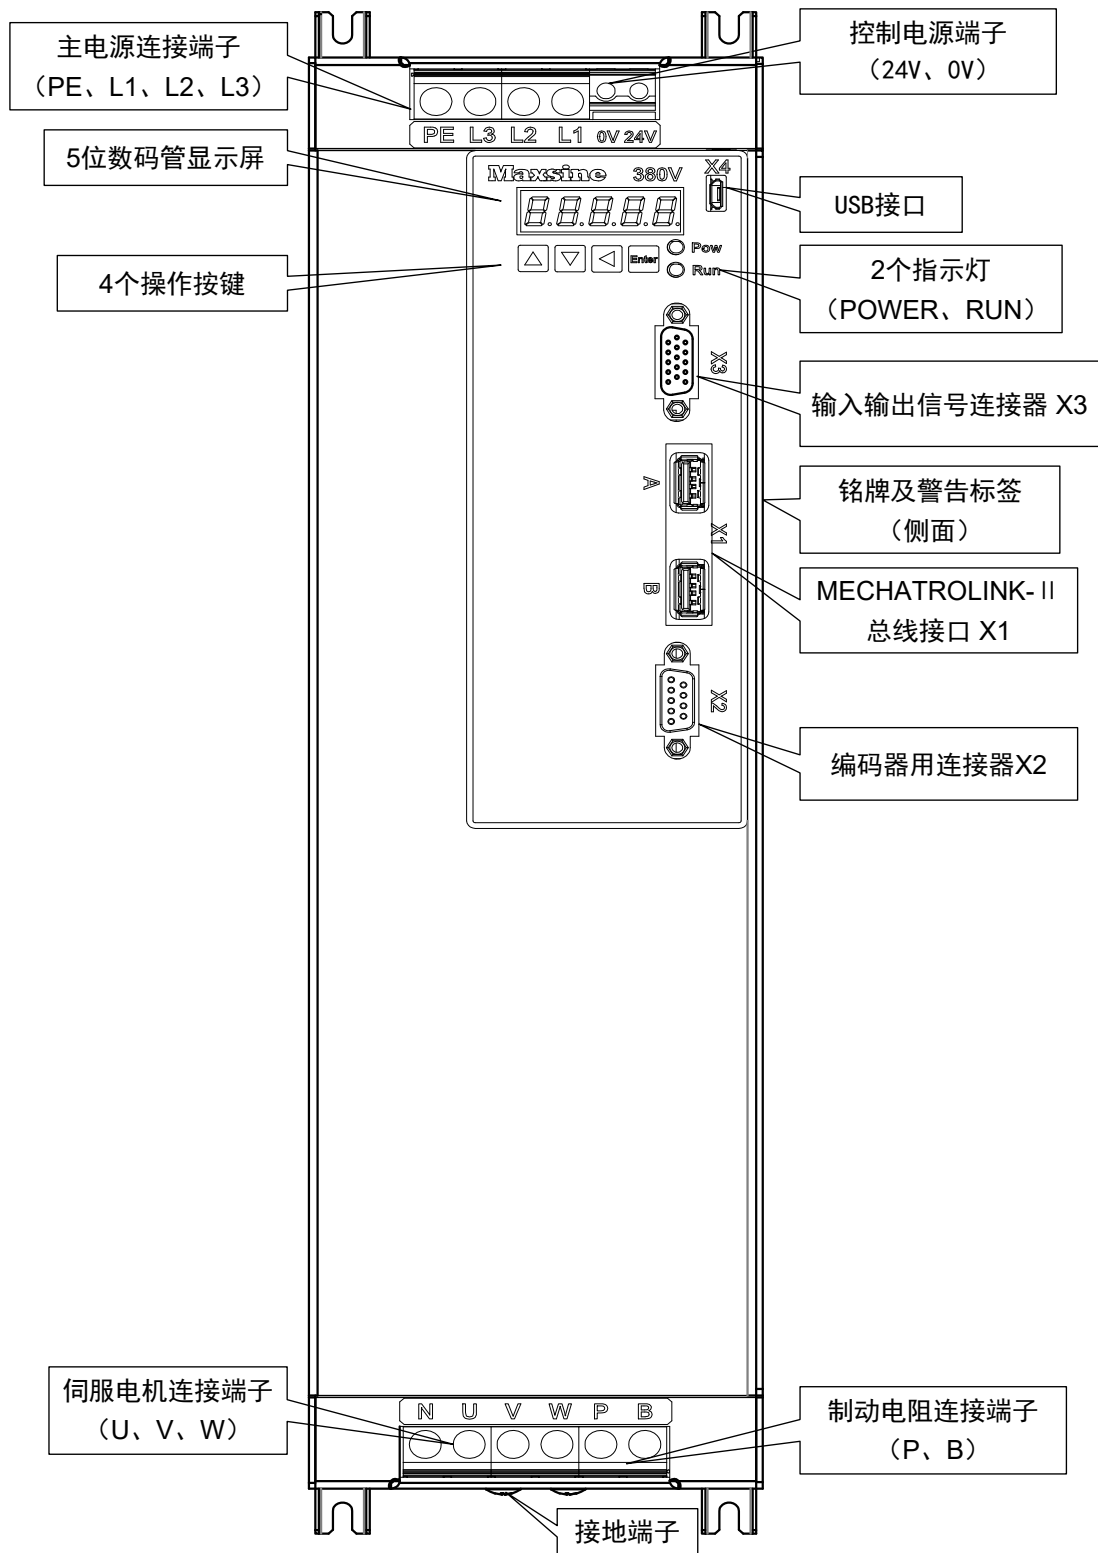 主电源连接端子
（PE、L1、L2、L3）
控制电源端子
（24V、0V）
PE L3 L2 L1 0V 24V
5位数码管显示屏
Maxsine 380V
X4
USB接口
8.8.8.8.8.
Enter
Pow
Run
4个操作按键
2个指示灯
（POWER、RUN）
X3
输入输出信号连接器 X3
A
X1
B
铭牌及警告标签
（侧面）
MECHATROLINK-Ⅱ
总线接口 X1
X2
编码器用连接器X2
伺服电机连接端子
（U、V、W）
N U V W P B
制动电阻连接端子
（P、B）
接地端子